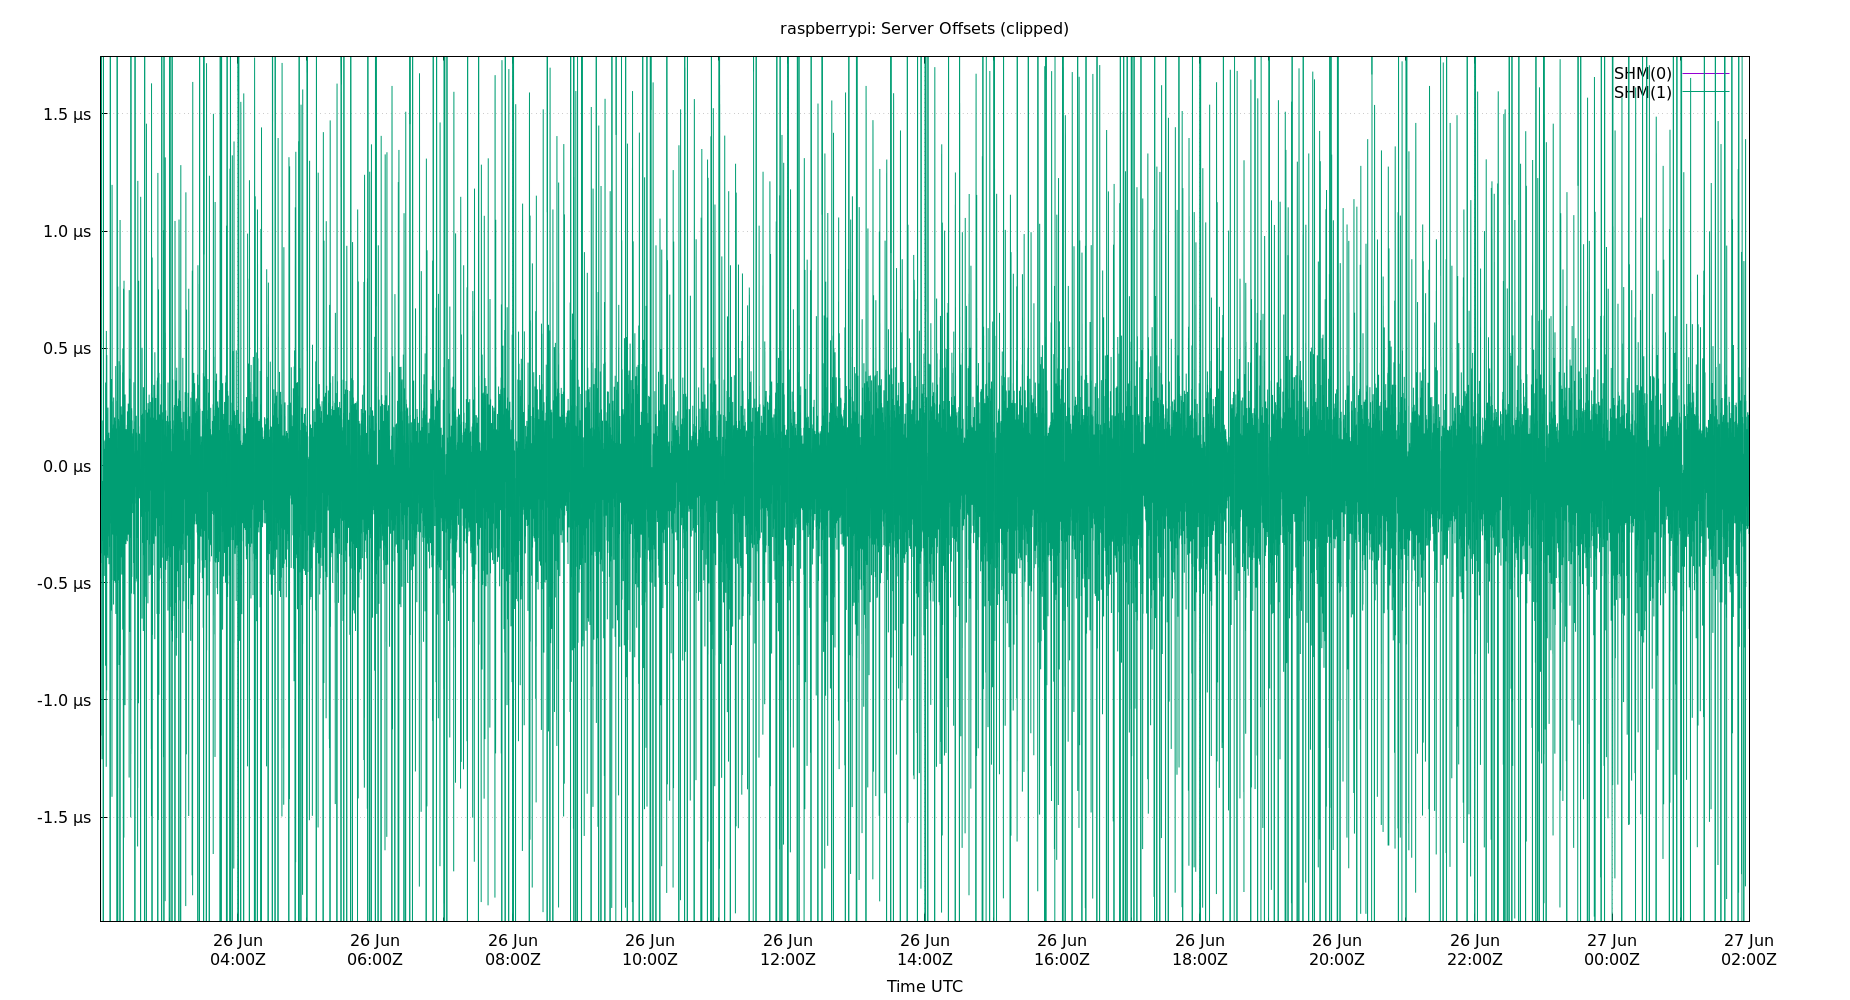 raspberrypi: Server Offsets (clipped)
SHM(0)
SHM(1)
1.5 µs
1.0 µs
0.5 µs
0.0 µs
-0.5 µs
-1.0 µs
-1.5 µs
26 Jun 26 Jun 26 Jun 26 Jun 26 Jun 26 Jun 26 Jun 26 Jun 26 Jun 26 Jun 27 Jun 27 Jun
04:00Z 06:00Z 08:00Z 10:00Z 12:00Z 14:00Z 16:00Z 18:00Z 20:00Z 22:00Z 00:00Z 02:00Z
Time UTC